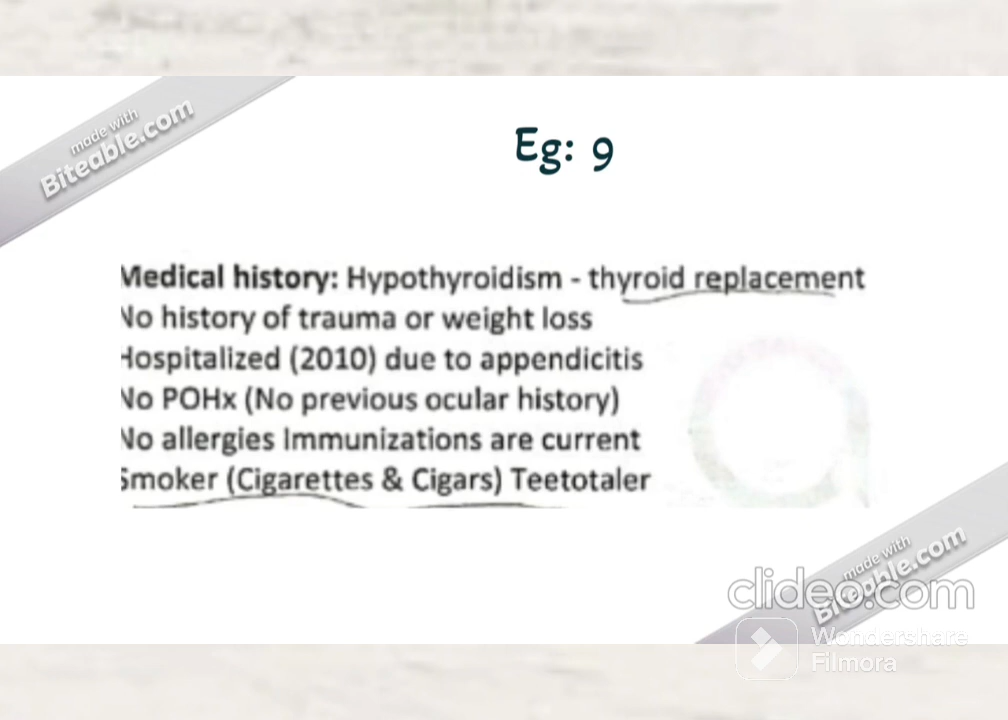 made with
Biteable.com
Eg: 9
Medical history: Hypothyroidism - thyroid replacement
No history of trauma or weight loss
Hospitalized (2010) due to appendicitis
No POHx (No previous ocular history)
No allergies Immunizations are current
Smoker (Cigarettes & Cigars) Teetotaler
made with
Biteable.com
clideo.com
Wondershare
Filmora